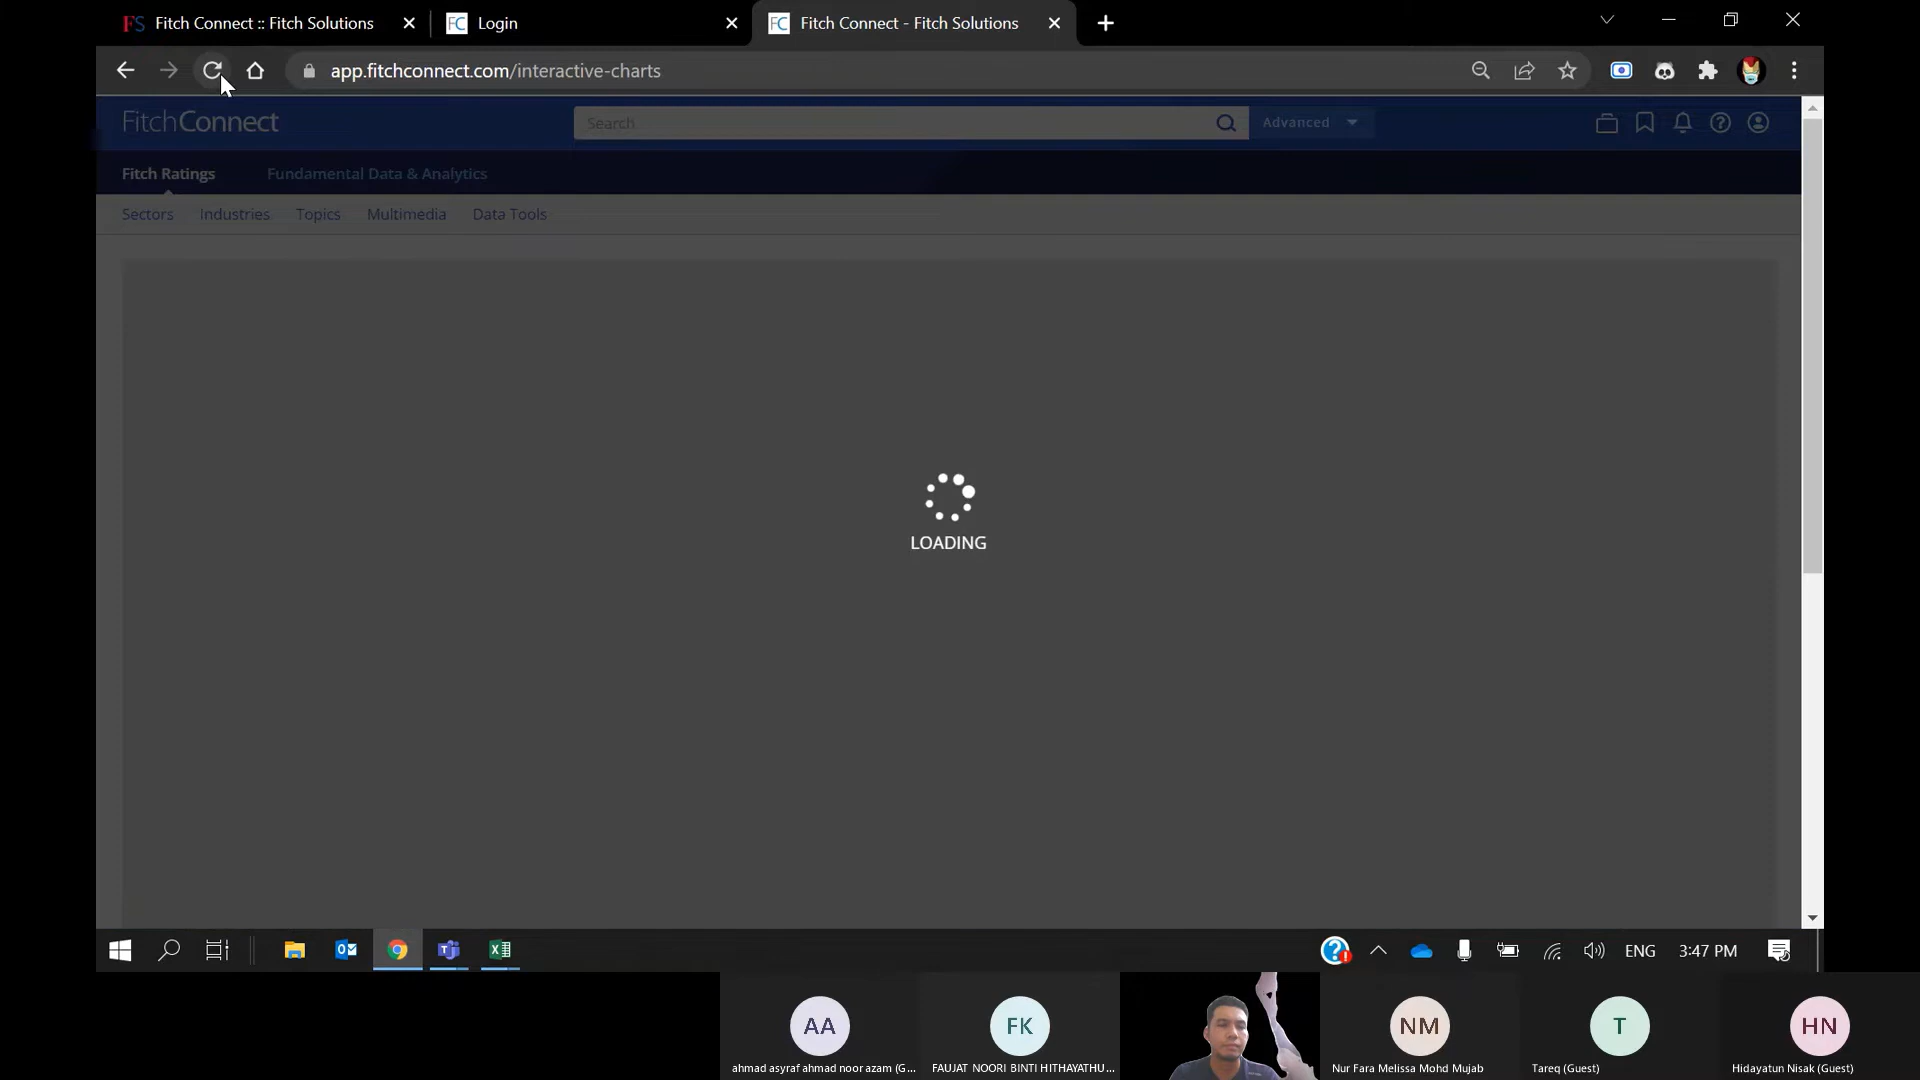 Fitch Connect :: Fitch Solutions
Login
Fitch Connect - Fitch Solutions
app.fitchconnect.com/interactive-charts
FitchConnect
Search
Advanced
Fitch Ratings
Fundamental Data & Analytics
Sectors
Industries
Topics
Multimedia
Data Tools
LOADING
ENG
3:47 PM
AA
FK
NM
T
HN
ahmad asyraf ahmad noor azam (G...
FAUJAT NOORI BINTI HITHAYATHU...
Nur Fara Melissa Mohd Mujab
Tareq (Guest)
Hidayatun Nisak (Guest)